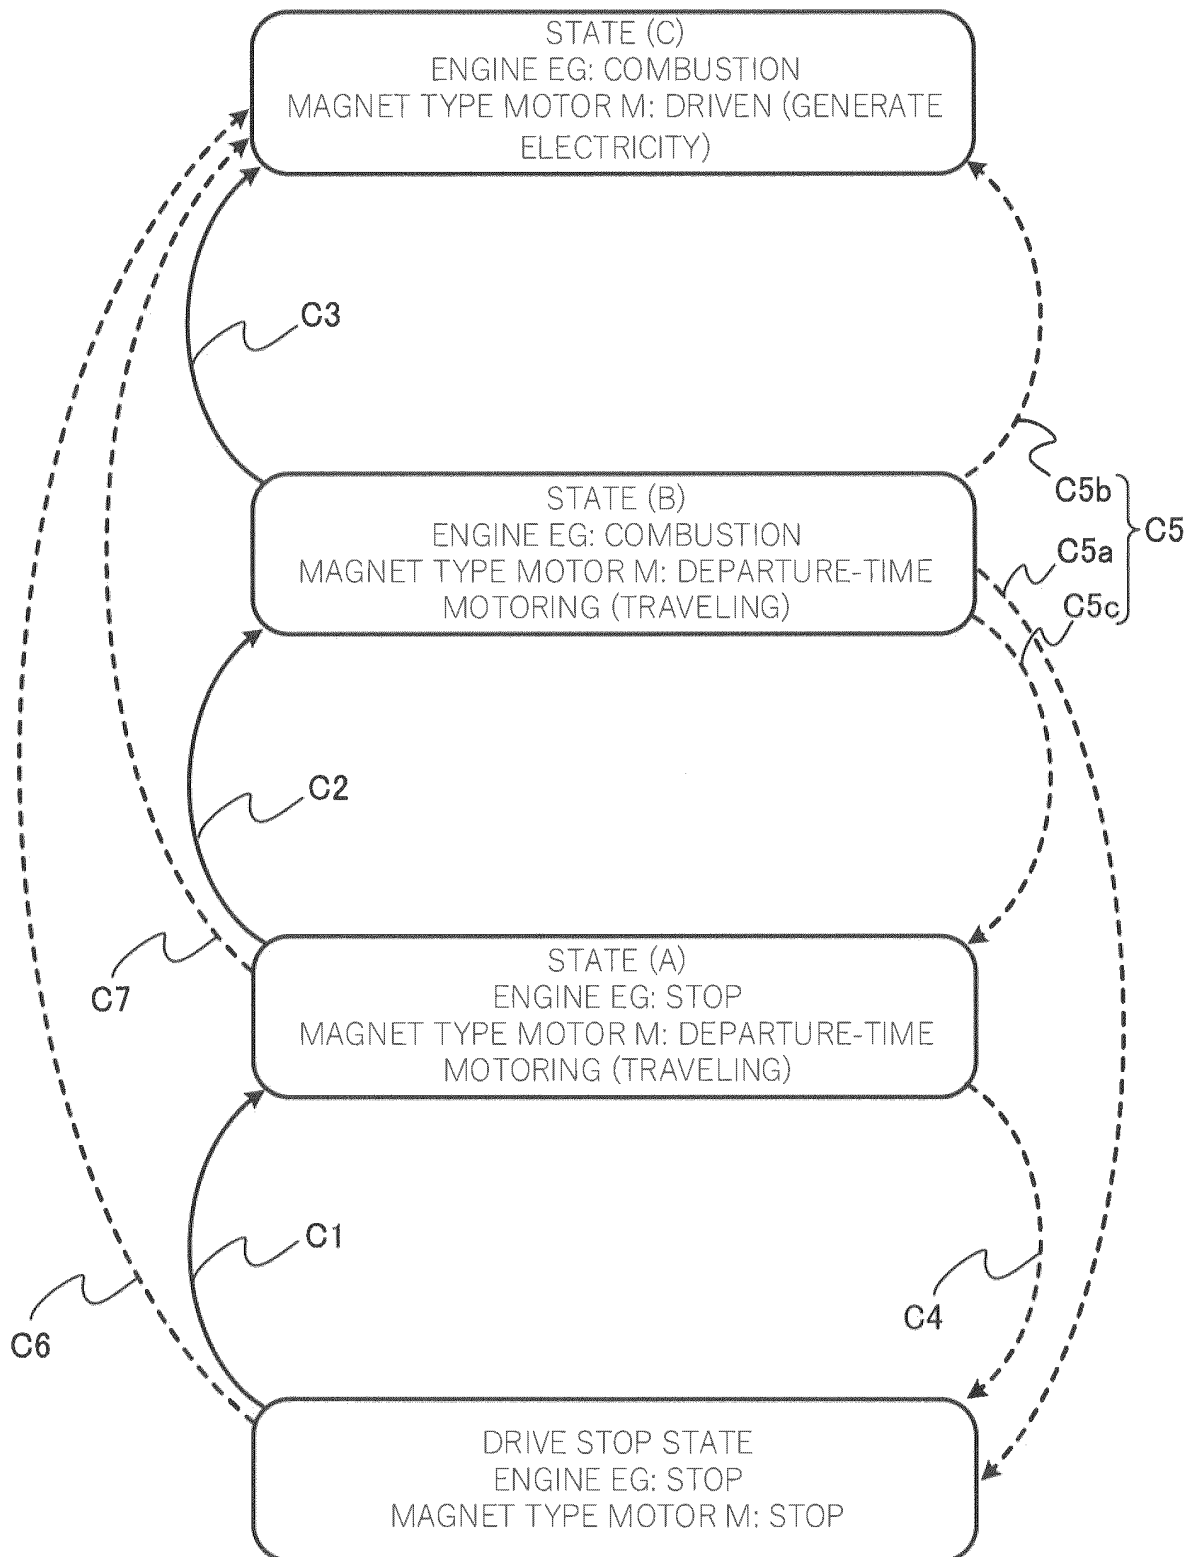 STATE (C)
ENGINE EG: COMBUSTION
MAGNET TYPE MOTOR M: DRIVEN (GENERATE
ELECTRICITY)
C3
C5b
C5
STATE (B)
ENGINE EG: COMBUSTION
MAGNET TYPE MOTOR M: DEPARTURE-TIME
MOTORING (TRAVELING)
C5a
C5c
C2
C7
STATE (A)
ENGINE EG: STOP
MAGNET TYPE MOTOR M: DEPARTURE-TIME
MOTORING (TRAVELING)
C1
C4
C6
DRIVE STOP STATE
ENGINE EG: STOP
MAGNET TYPE MOTOR M: STOP